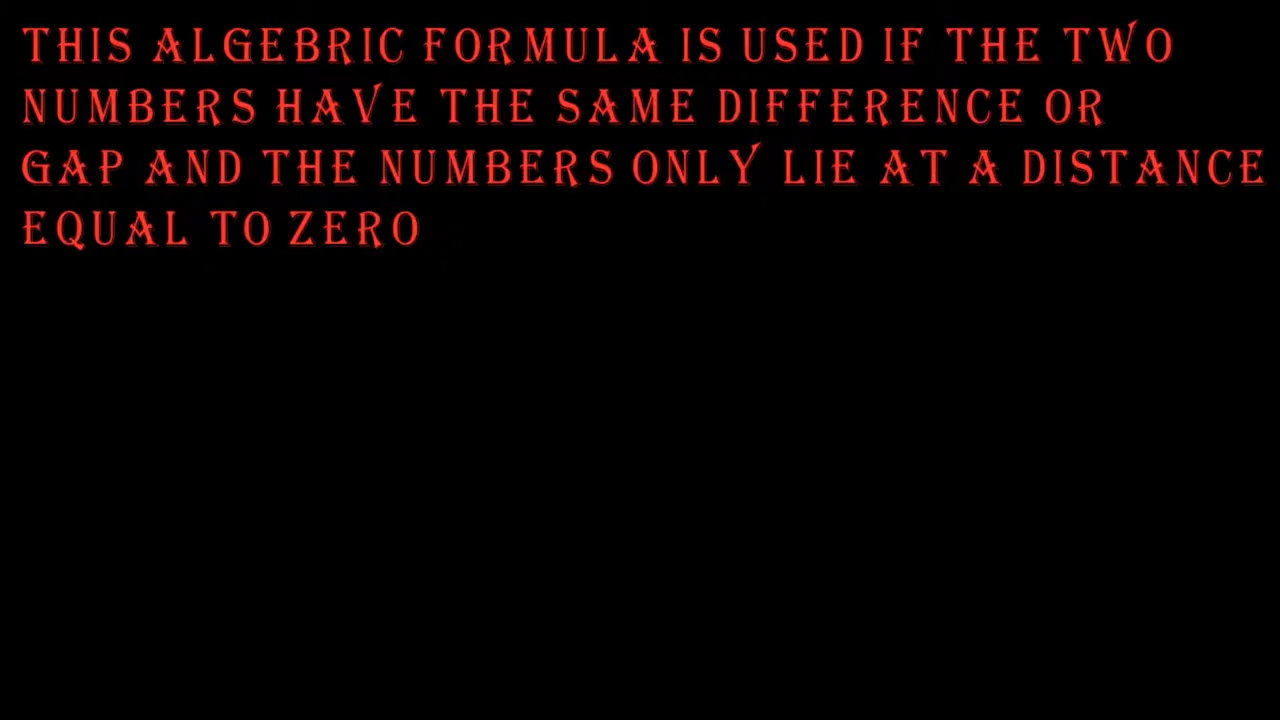 THIS ALGEBRIC FORMULA IS USED IF THE TWO
NUMBERS HAVE THE SAME DIFFERENCE OR
GAP AND THE NUMBERS ONLY LIE AT A DISTANCE
EQUAL TO ZERO